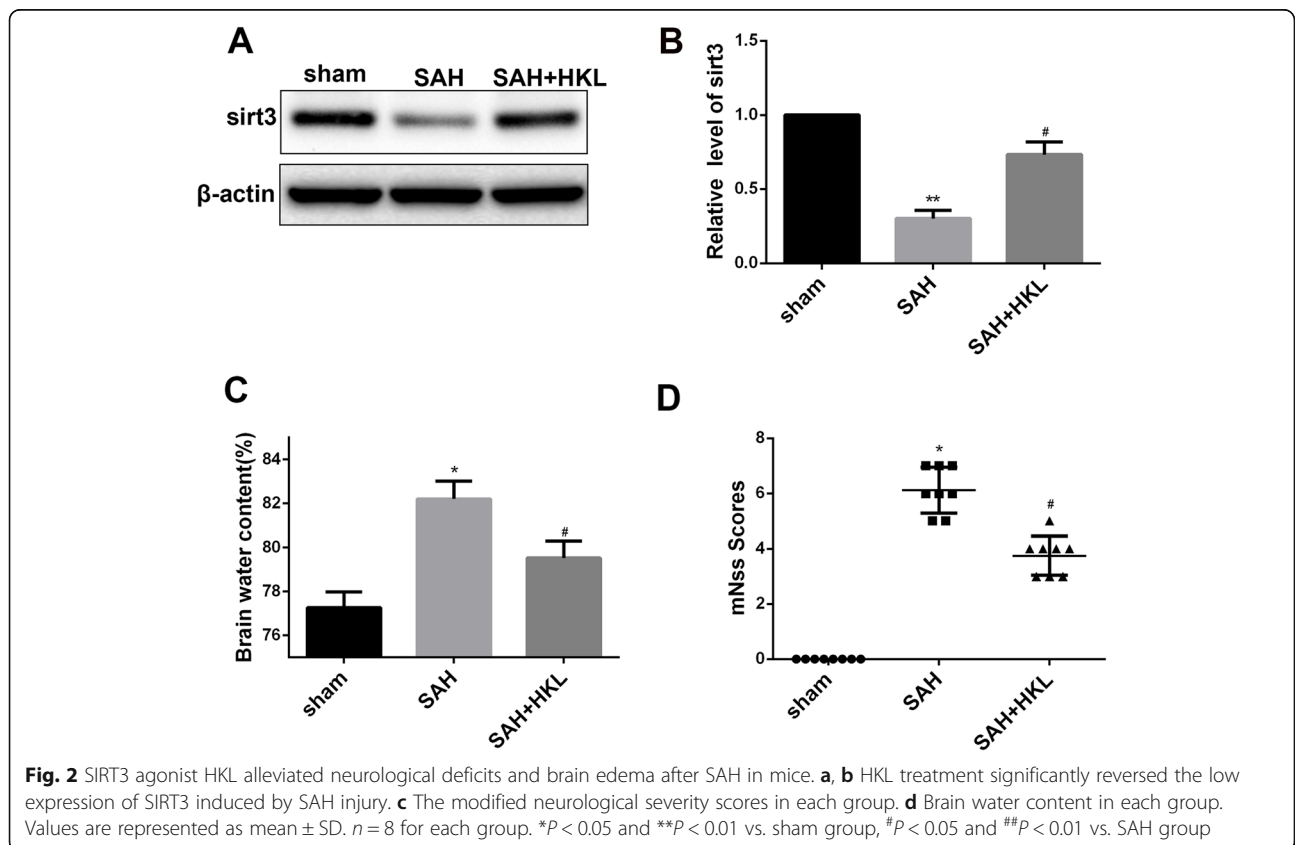 A
sham SAH SAH+HKL
sirt3
β-actin
B
Relative level of sirt3
1.5
1.0
0.5
0.0
**
#
sham
SAH
SAH+HKL
C
Brain water content(%)
84
82
80
78
76
*
#
sham
SAH
SAH+HKL
D
mNss Scores
8
6
4
2
0
*
#
sham
SAH
SAH+HKL
Fig. 2 SIRT3 agonist HKL alleviated neurological deficits and brain edema after SAH in mice. a, b HKL treatment significantly reversed the low
expression of SIRT3 induced by SAH injury. c The modified neurological severity scores in each group. d Brain water content in each group.
Values are represented as mean ± SD. n = 8 for each group. *P < 0.05 and **P < 0.01 vs. sham group, #P < 0.05 and ##P < 0.01 vs. SAH group